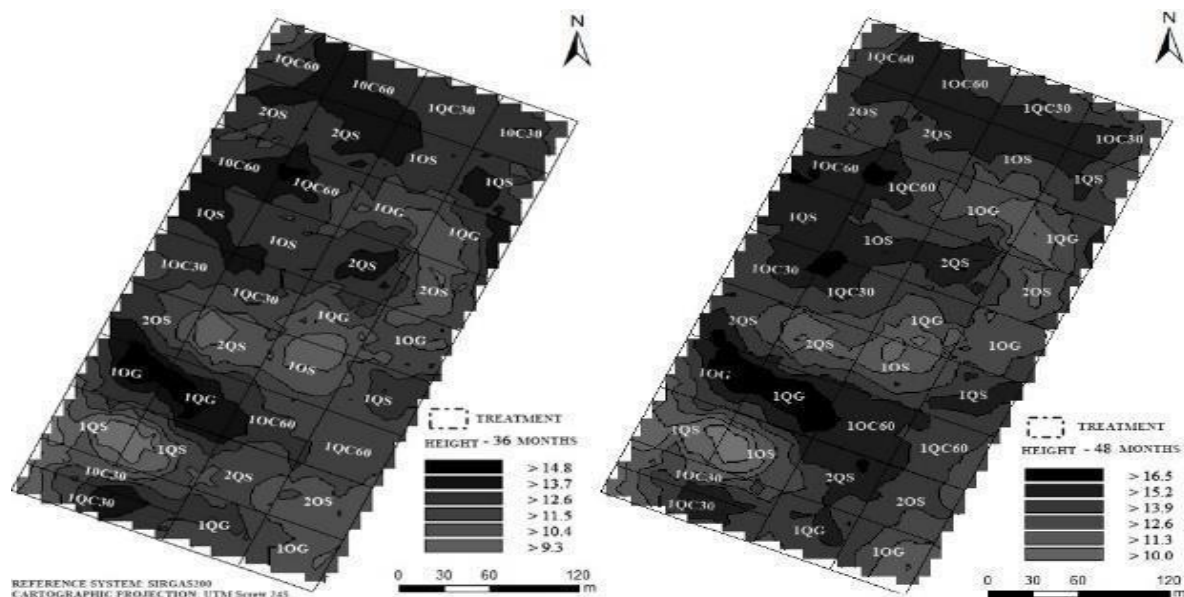 N
1QC60
10C60
1QC30
10C30
2OS
2QS
1OS
1QS
10C60
1QC60
1OG
1QG
1QS
1OS
2QS
2OS
1OC30
1QC30
1QG
1OG
2OS
2QS
1OS
1QS
1OG
1QG
1OC60
1QC60
1QS
1QS
2QS
2OS
10C30
1QC30
1QG
1OG
TREATMENT
HEIGHT - 36 MONTHS
> 14.8
> 13.7
> 12.6
> 11.5
> 10.4
> 9.3
REFERENCE SYSTEM: SIRGAS200
CARTOGRAPHIC PROJECTION: UTM
0 30 60 120
m
N
1QC60
1OC60
1QC30
1OC30
2OS
2QS
1OS
1QS
1OC60
1QC60
1OG
1QG
1QS
1OS
2QS
2OS
1OC30
1QC30
1QG
1OG
2QS
2QS
1OS
1QS
1OG
1QG
1OC60
1QC60
1QS
1OS
2QS
2OS
1OC30
1QC30
1QG
1OG
TREATMENT
HEIGHT - 48 MONTHS
> 16.5
> 15.2
> 13.9
> 12.6
> 11.3
> 10.0
0 30 60 120
m